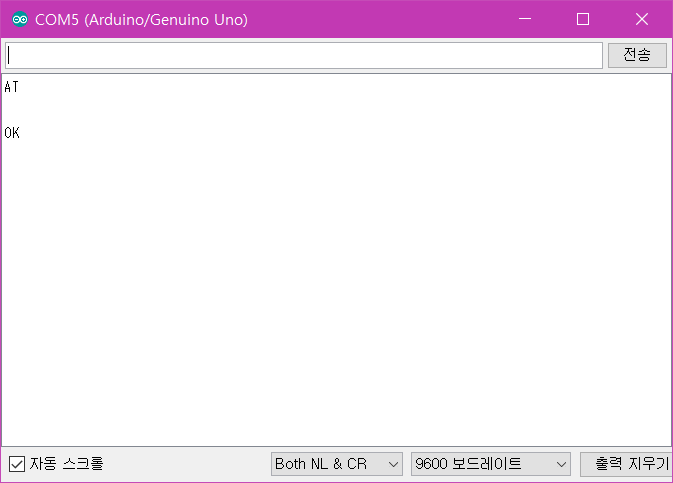 COM5 (Arduino/Genuino Uno)
전송
AT
OK
자동 스크롤
Both NL & CR
9600 보드레이트
출력 지우기